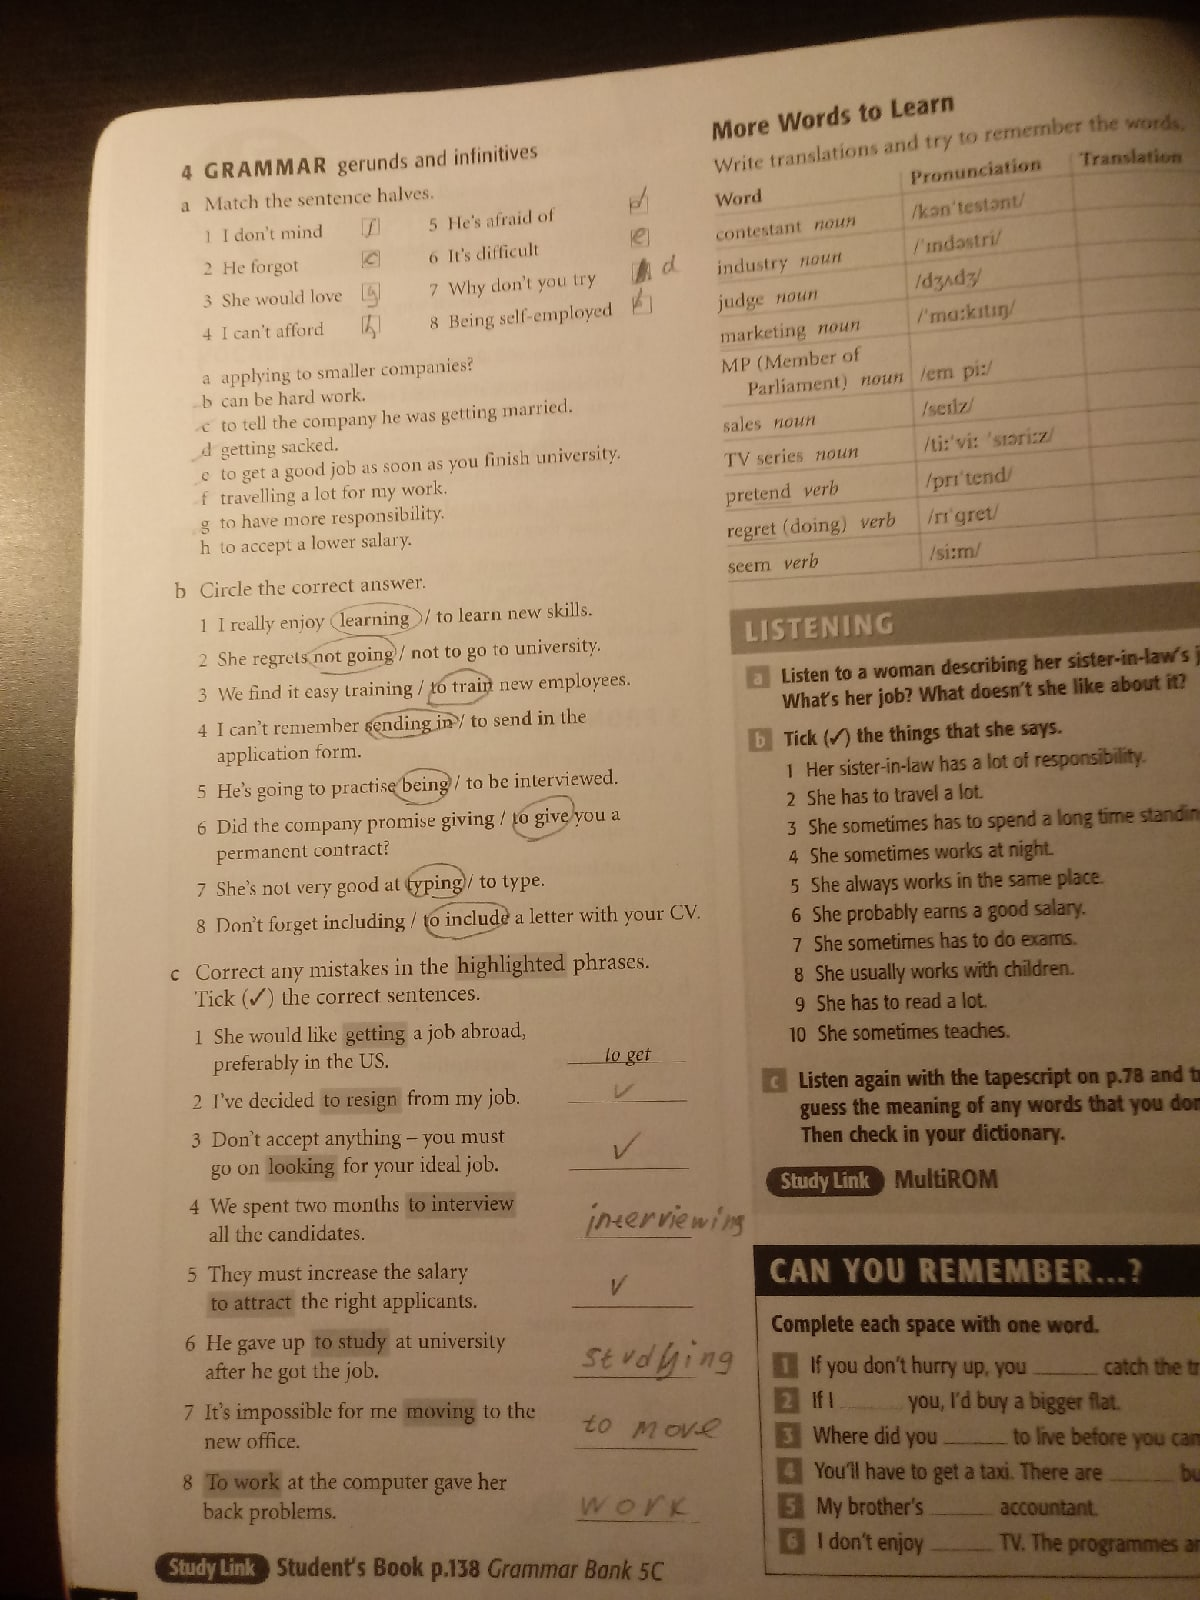 4 GRAMMAR gerunds and infinitives
a Match the sentence halves.
1 I don't mind f
2 He forgot c
3 She would love g
4 I can't afford h
5 He's afraid of d
6 It's difficult e
7 Why don't you try d
8 Being self-employed b
a applying to smaller companies?
b can be hard work.
c to tell the company he was getting married.
d getting sacked.
e to get a good job as soon as you finish university.
f travelling a lot for my work.
g to have more responsibility.
h to accept a lower salary.
b Circle the correct answer.
1 I really enjoy learning / to learn new skills.
2 She regrets not going / not to go to university.
3 We find it easy training / to train new employees.
4 I can't remember sending in / to send in the
application form.
5 He's going to practise being / to be interviewed.
6 Did the company promise giving / to give you a
permanent contract?
7 She's not very good at typing / to type.
8 Don't forget including / to include a letter with your CV.
c Correct any mistakes in the highlighted phrases.
Tick (✓) the correct sentences.
1 She would like getting a job abroad,
preferably in the US. to get
2 I've decided to resign from my job. ✓
3 Don't accept anything – you must
go on looking for your ideal job. ✓
4 We spent two months to interview
all the candidates. interviewing
5 They must increase the salary
to attract the right applicants. ✓
6 He gave up to study at university
after he got the job. studying
7 It's impossible for me moving to the
new office. to move
8 To work at the computer gave her
back problems. work
Study Link Student's Book p.138 Grammar Bank 5C
More Words to Learn
Write translations and try to remember the words.
Word Pronunciation Translation
contestant noun /kənˈtestənt/
industry noun /ˈɪndəstri/
judge noun /dʒʌdʒ/
marketing noun /ˈmɑːkɪtɪŋ/
MP (Member of
Parliament) noun /em piː/
sales noun /seɪlz/
TV series noun /tiːˈviː ˈsɪəriːz/
pretend verb /prɪˈtend/
regret (doing) verb /rɪˈgret/
seem verb /siːm/
LISTENING
a Listen to a woman describing her sister-in-law's j
What's her job? What doesn't she like about it?
b Tick (✓) the things that she says.
1 Her sister-in-law has a lot of responsibility.
2 She has to travel a lot.
3 She sometimes has to spend a long time standin
4 She sometimes works at night.
5 She always works in the same place.
6 She probably earns a good salary.
7 She sometimes has to do exams.
8 She usually works with children.
9 She has to read a lot.
10 She sometimes teaches.
c Listen again with the tapescript on p.78 and t
guess the meaning of any words that you don
Then check in your dictionary.
Study Link MultiROM
CAN YOU REMEMBER...?
Complete each space with one word.
1 If you don't hurry up, you ______ catch the tr
2 If I ______ you, I'd buy a bigger flat.
3 Where did you ______ to live before you cam
4 You'll have to get a taxi. There are ______ bu
5 My brother's ______ accountant.
6 I don't enjoy ______ TV. The programmes ar